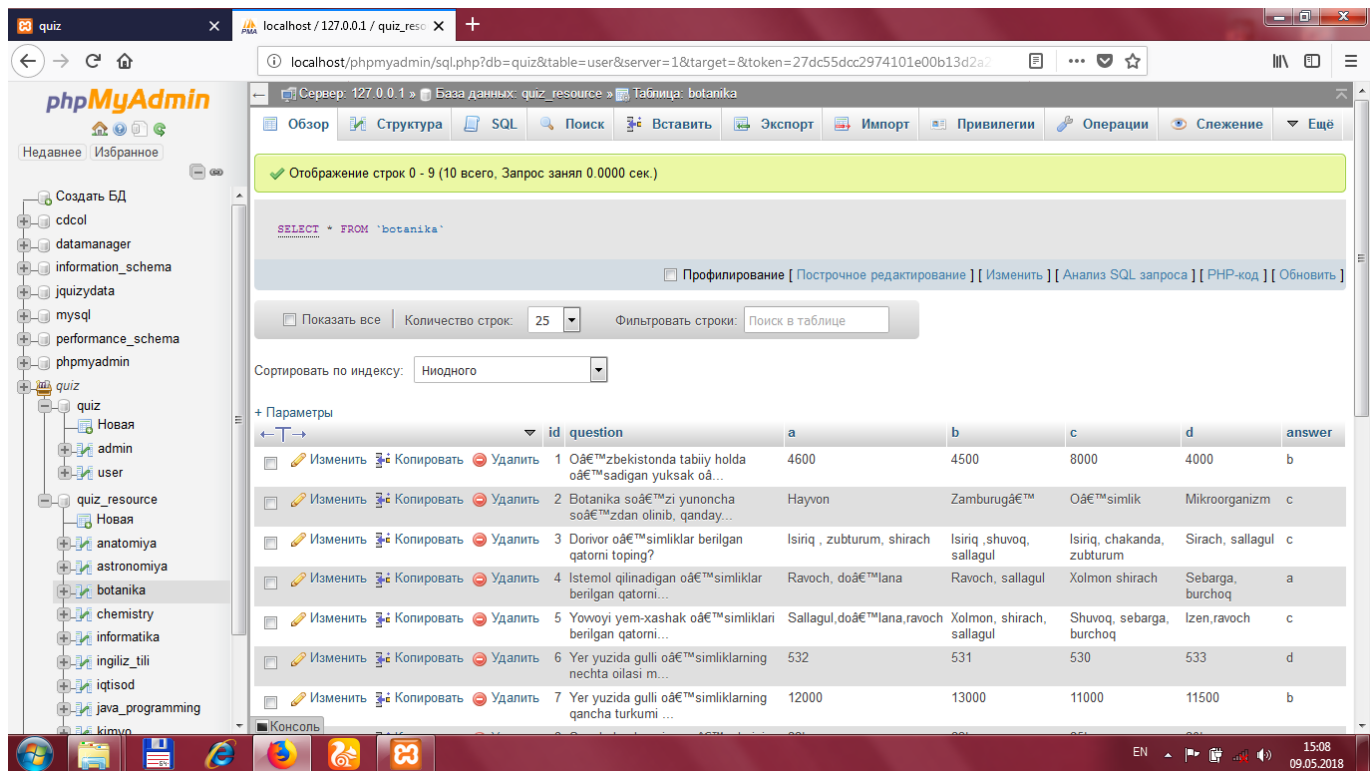 quiz
localhost / 127.0.0.1 / quiz_reso
localhost/phpmyadmin/sql.php?db=quiz&table=user&server=1&target=&token=27dc55dcc2974101e00b13d2a2
phpMyAdmin
Недавнее Избранное
Создать БД
cdcol
datamanager
information_schema
jquizydata
mysql
performance_schema
phpmyadmin
quiz
quiz
Новая
admin
user
quiz_resource
Новая
anatomiya
astronomiya
botanika
chemistry
informatika
ingiliz_tili
iqtisod
java_programming
kimyo
Сервер: 127.0.0.1 » База данных: quiz_resource » Таблица: botanika
Обзор Структура SQL Поиск Вставить Экспорт Импорт Привилегии Операции Слежение Ещё
Отображение строк 0 - 9 (10 всего, Запрос занял 0.0000 сек.)
SELECT * FROM `botanika`
Профилирование [ Построчное редактирование ] [ Изменить ] [ Анализ SQL запроса ] [ PHP-код ] [ Обновить ]
Показать все Количество строк: 25 Фильтровать строки: Поиск в таблице
Сортировать по индексу: Ниодного
+ Параметры
←T→ id question a b c d answer
Изменить Копировать Удалить 1 Oâ€™zbekistonda tabiiy holda oâ€™sadigan yuksak oâ... 4600 4500 8000 4000 b
Изменить Копировать Удалить 2 Botanika soâ€™zi yunoncha soâ€™zdan olinib, qanday... Hayvon Zamburugâ€™ Oâ€™simlik Mikroorganizm c
Изменить Копировать Удалить 3 Dorivor oâ€™simliklar berilgan qatorni toping? Isiriq , zubturum, shirach Isiriq ,shuvoq, sallagul Isiriq, chakanda, zubturum Sirach, sallagul c
Изменить Копировать Удалить 4 Istemol qilinadigan oâ€™simliklar berilgan qatorni... Ravoch, doâ€™lana Ravoch, sallagul Xolmon shirach Sebarga, burchoq a
Изменить Копировать Удалить 5 Yovvoyi yem-xashak oâ€™simliklari berilgan qatorni... Sallagul,doâ€™lana,ravoch Xolmon, shirach, sallagul Shuvoq, sebarga, burchoq Izen,ravoch c
Изменить Копировать Удалить 6 Yer yuzida gulli oâ€™simliklarning nechta oilasi m... 532 531 530 533 d
Изменить Копировать Удалить 7 Yer yuzida gulli oâ€™simliklarning qancha turkumi ... 12000 13000 11000 11500 b
Консоль
EN 15:08
09.05.2018